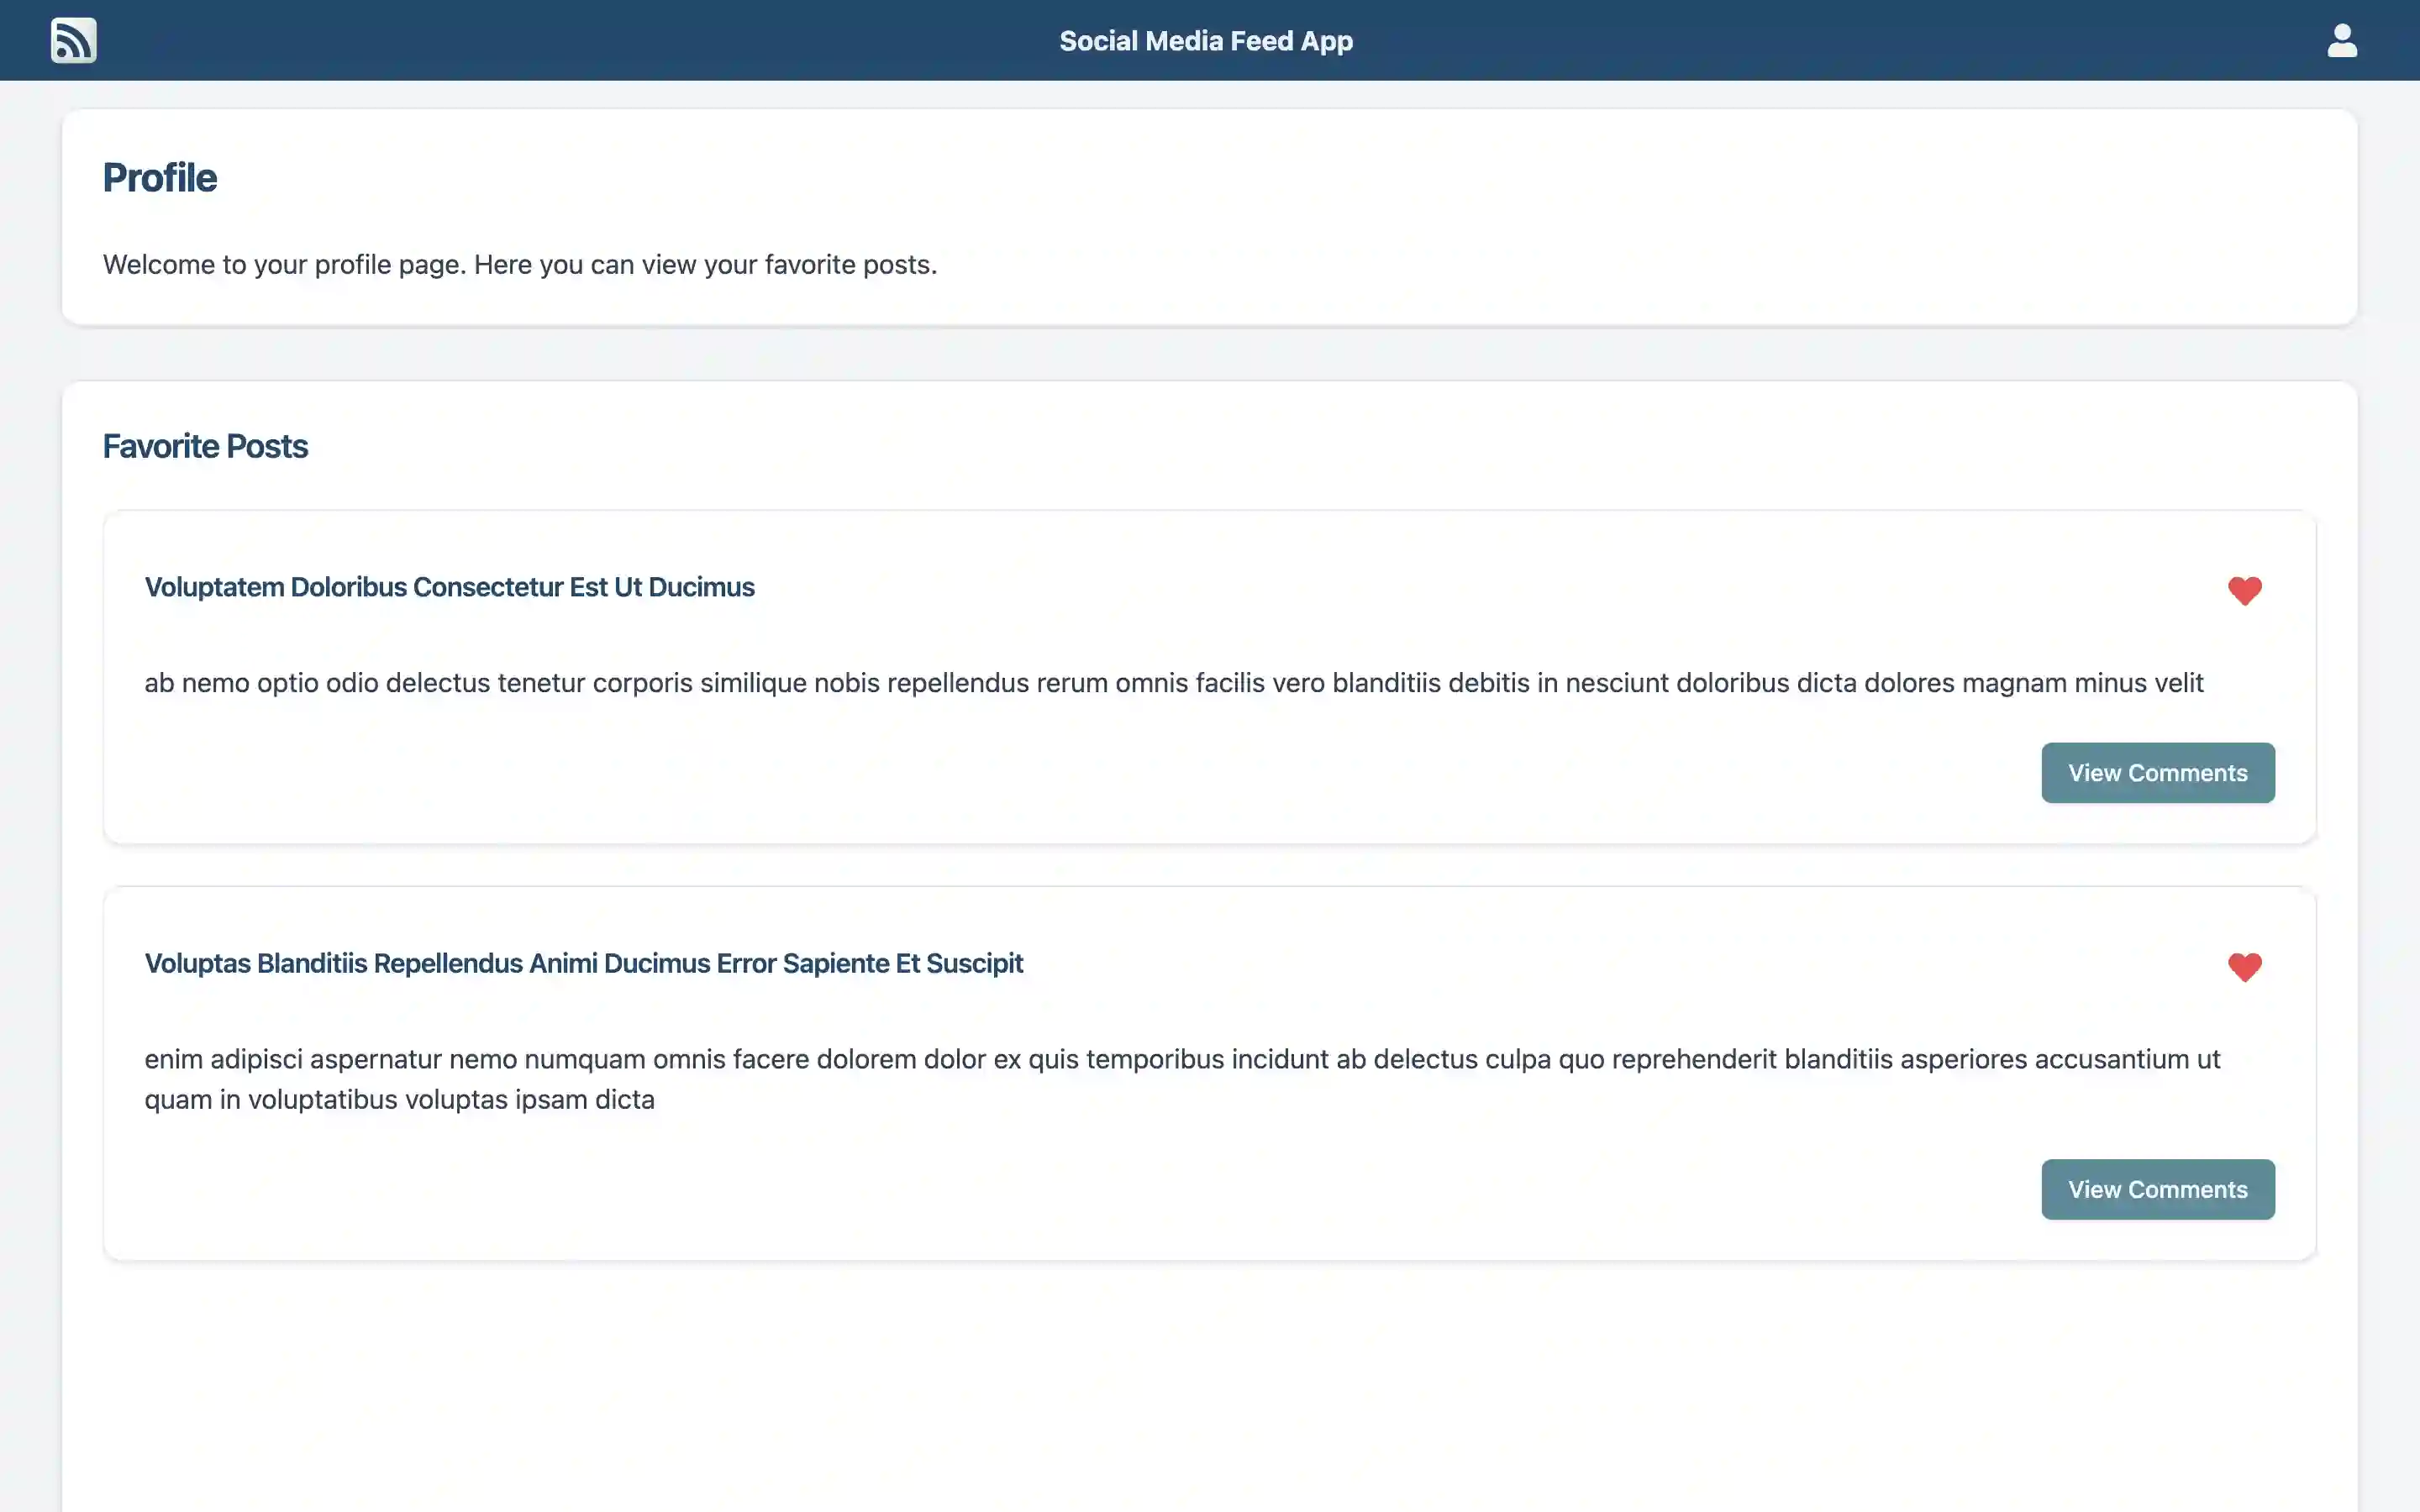 Social Media Feed App
Profile
Welcome to your profile page. Here you can view your favorite posts.
Favorite Posts
Voluptatem Doloribus Consectetur Est Ut Ducimus
ab nemo optio odio delectus tenetur corporis similique nobis repellendus rerum omnis facilis vero blanditiis debitis in nesciunt doloribus dicta dolores magnam minus velit
View Comments
Voluptas Blanditiis Repellendus Animi Ducimus Error Sapiente Et Suscipit
enim adipisci aspernatur nemo numquam omnis facere dolorem dolor ex quis temporibus incidunt ab delectus culpa quo reprehenderit blanditiis asperiores accusantium ut
quam in voluptatibus voluptas ipsam dicta
View Comments